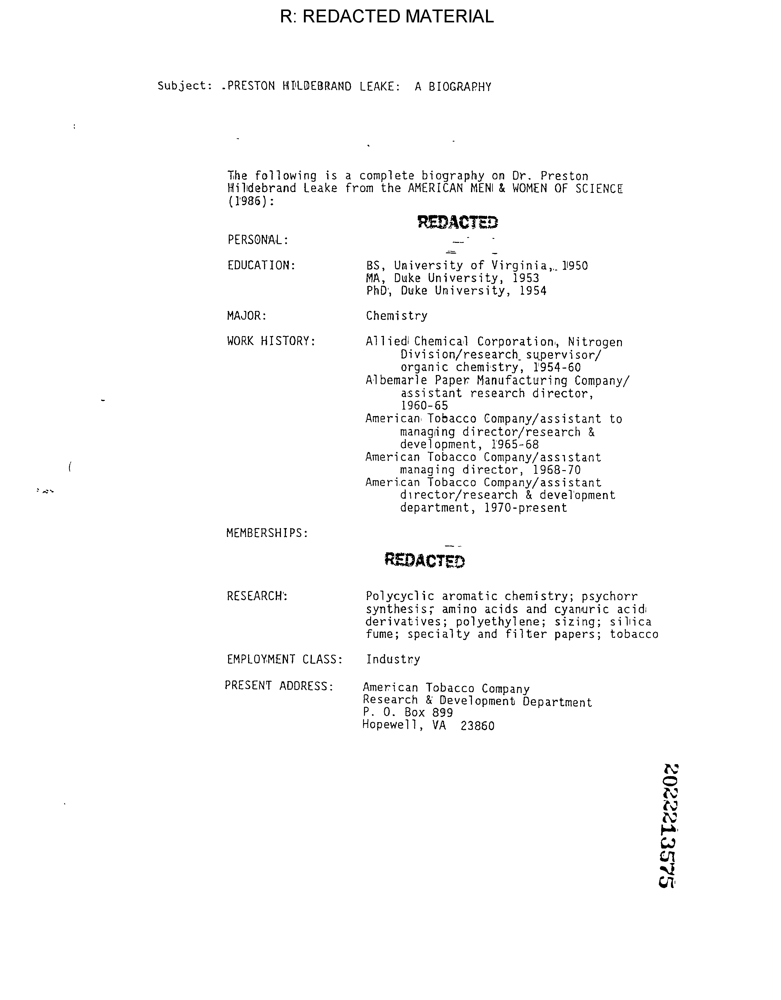 R: REDACTED MATERIAL
Subject: .PRESTON HILDEBRAND LEAKE: A BIOGRAPHY
The following is a complete biography on Dr. Preston
Hildebrand Leake from the AMERICAN MEN & WOMEN OF SCIENCE
(1986):
REDACTED
PERSONAL:
EDUCATION: BS, University of Virginia, 1950
MA, Duke University, 1953
PhD, Duke University, 1954
MAJOR: Chemistry
WORK HISTORY: Allied Chemical Corporation, Nitrogen
Division/research supervisor/
organic chemistry, 1954-60
Albemarle Paper Manufacturing Company/
assistant research director,
1960-65
American Tobacco Company/assistant to
managing director/research &
development, 1965-68
American Tobacco Company/assistant
managing director, 1968-70
American Tobacco Company/assistant
director/research & development
department, 1970-present
MEMBERSHIPS:
REDACTED
RESEARCH: Polycyclic aromatic chemistry; psychorr
synthesis; amino acids and cyanuric acid
derivatives; polyethylene; sizing; silica
fume; specialty and filter papers; tobacco
EMPLOYMENT CLASS: Industry
PRESENT ADDRESS: American Tobacco Company
Research & Development Department
P. O. Box 899
Hopewell, VA 23860
2022213575